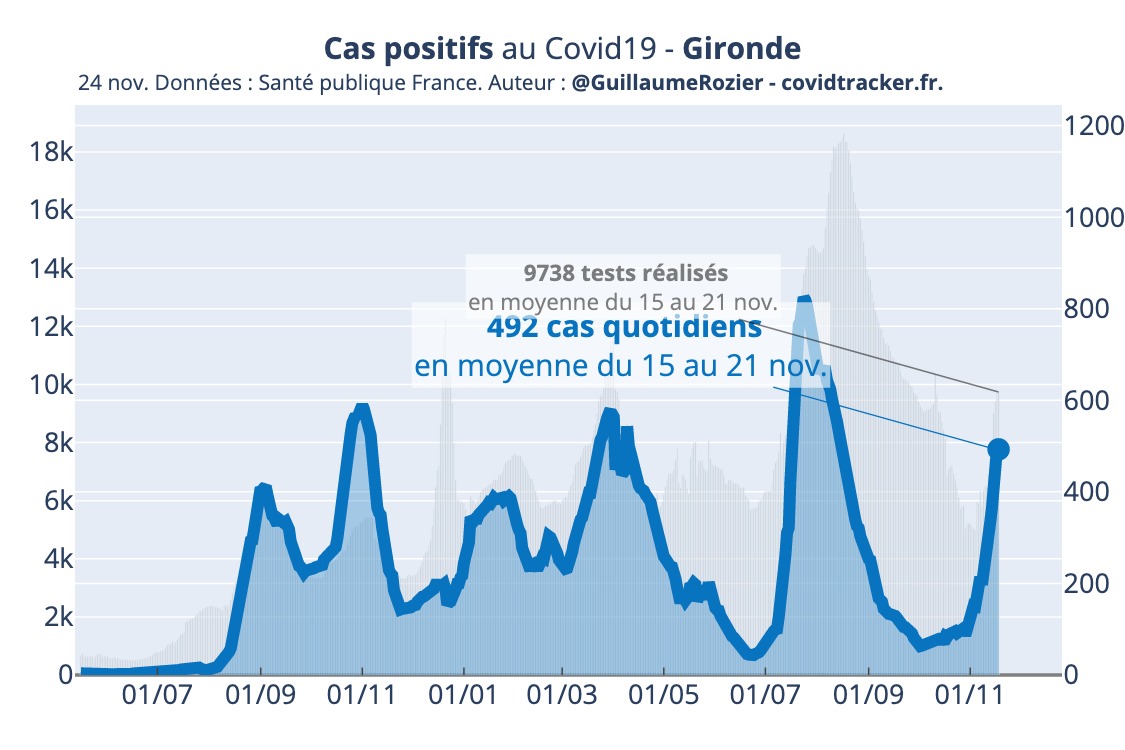 Cas positifs au Covid19 - Gironde
24 nov. Données : Santé publique France. Auteur : @GuillaumeRozier - covidtracker.fr.
1200
18k
16k
1000
14k
9738 tests réalisés
en moyenne du 15 au 21 nov.
800
12k
492 cas quotidiens
en moyenne du 15 au 21 nov.
10k
600
8k
6k
400
4k
200
2k
0
0
01/07 01/09 01/11 01/01 01/03 01/05 01/07 01/09 01/11